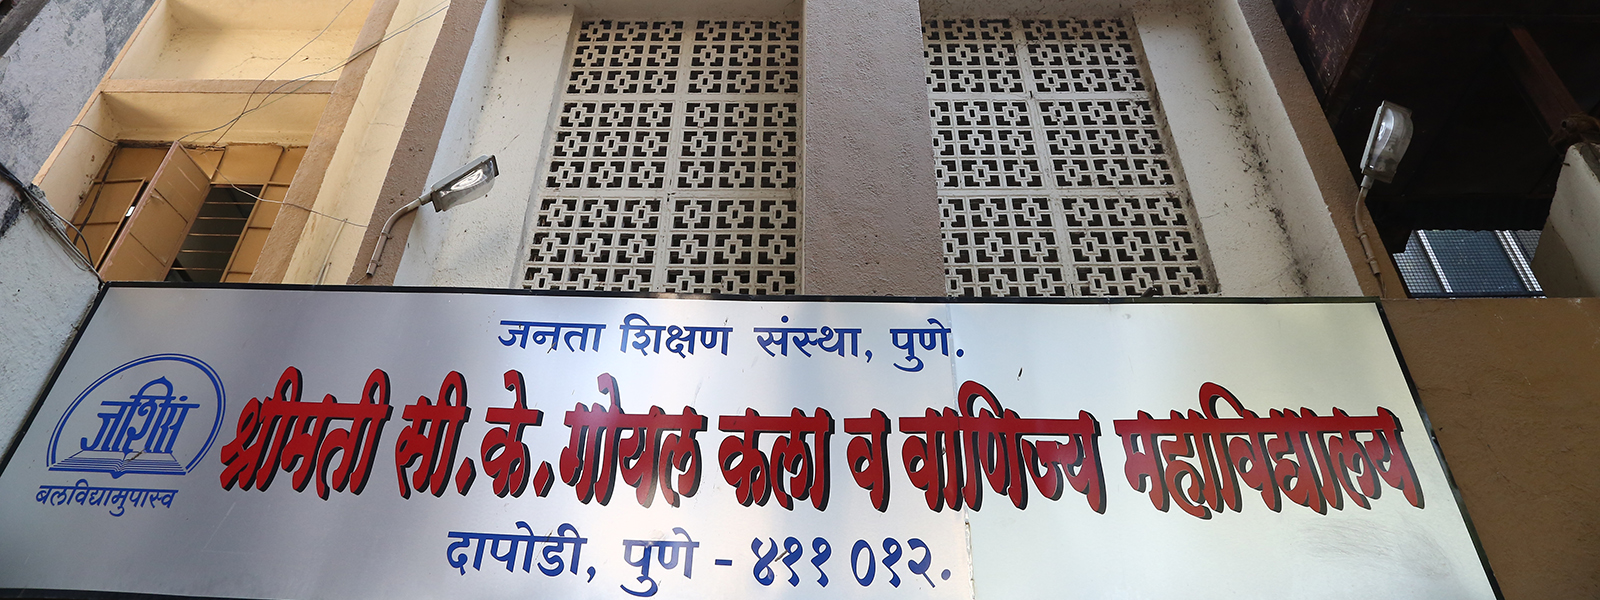 जनता शिक्षण संस्था, पुणे.
जशिसं
बलविद्यामुपास्व
श्रीमती सी.के.गोयल कला व वाणिज्य महाविद्यालय
दापोडी, पुणे - ४११ ०१२.